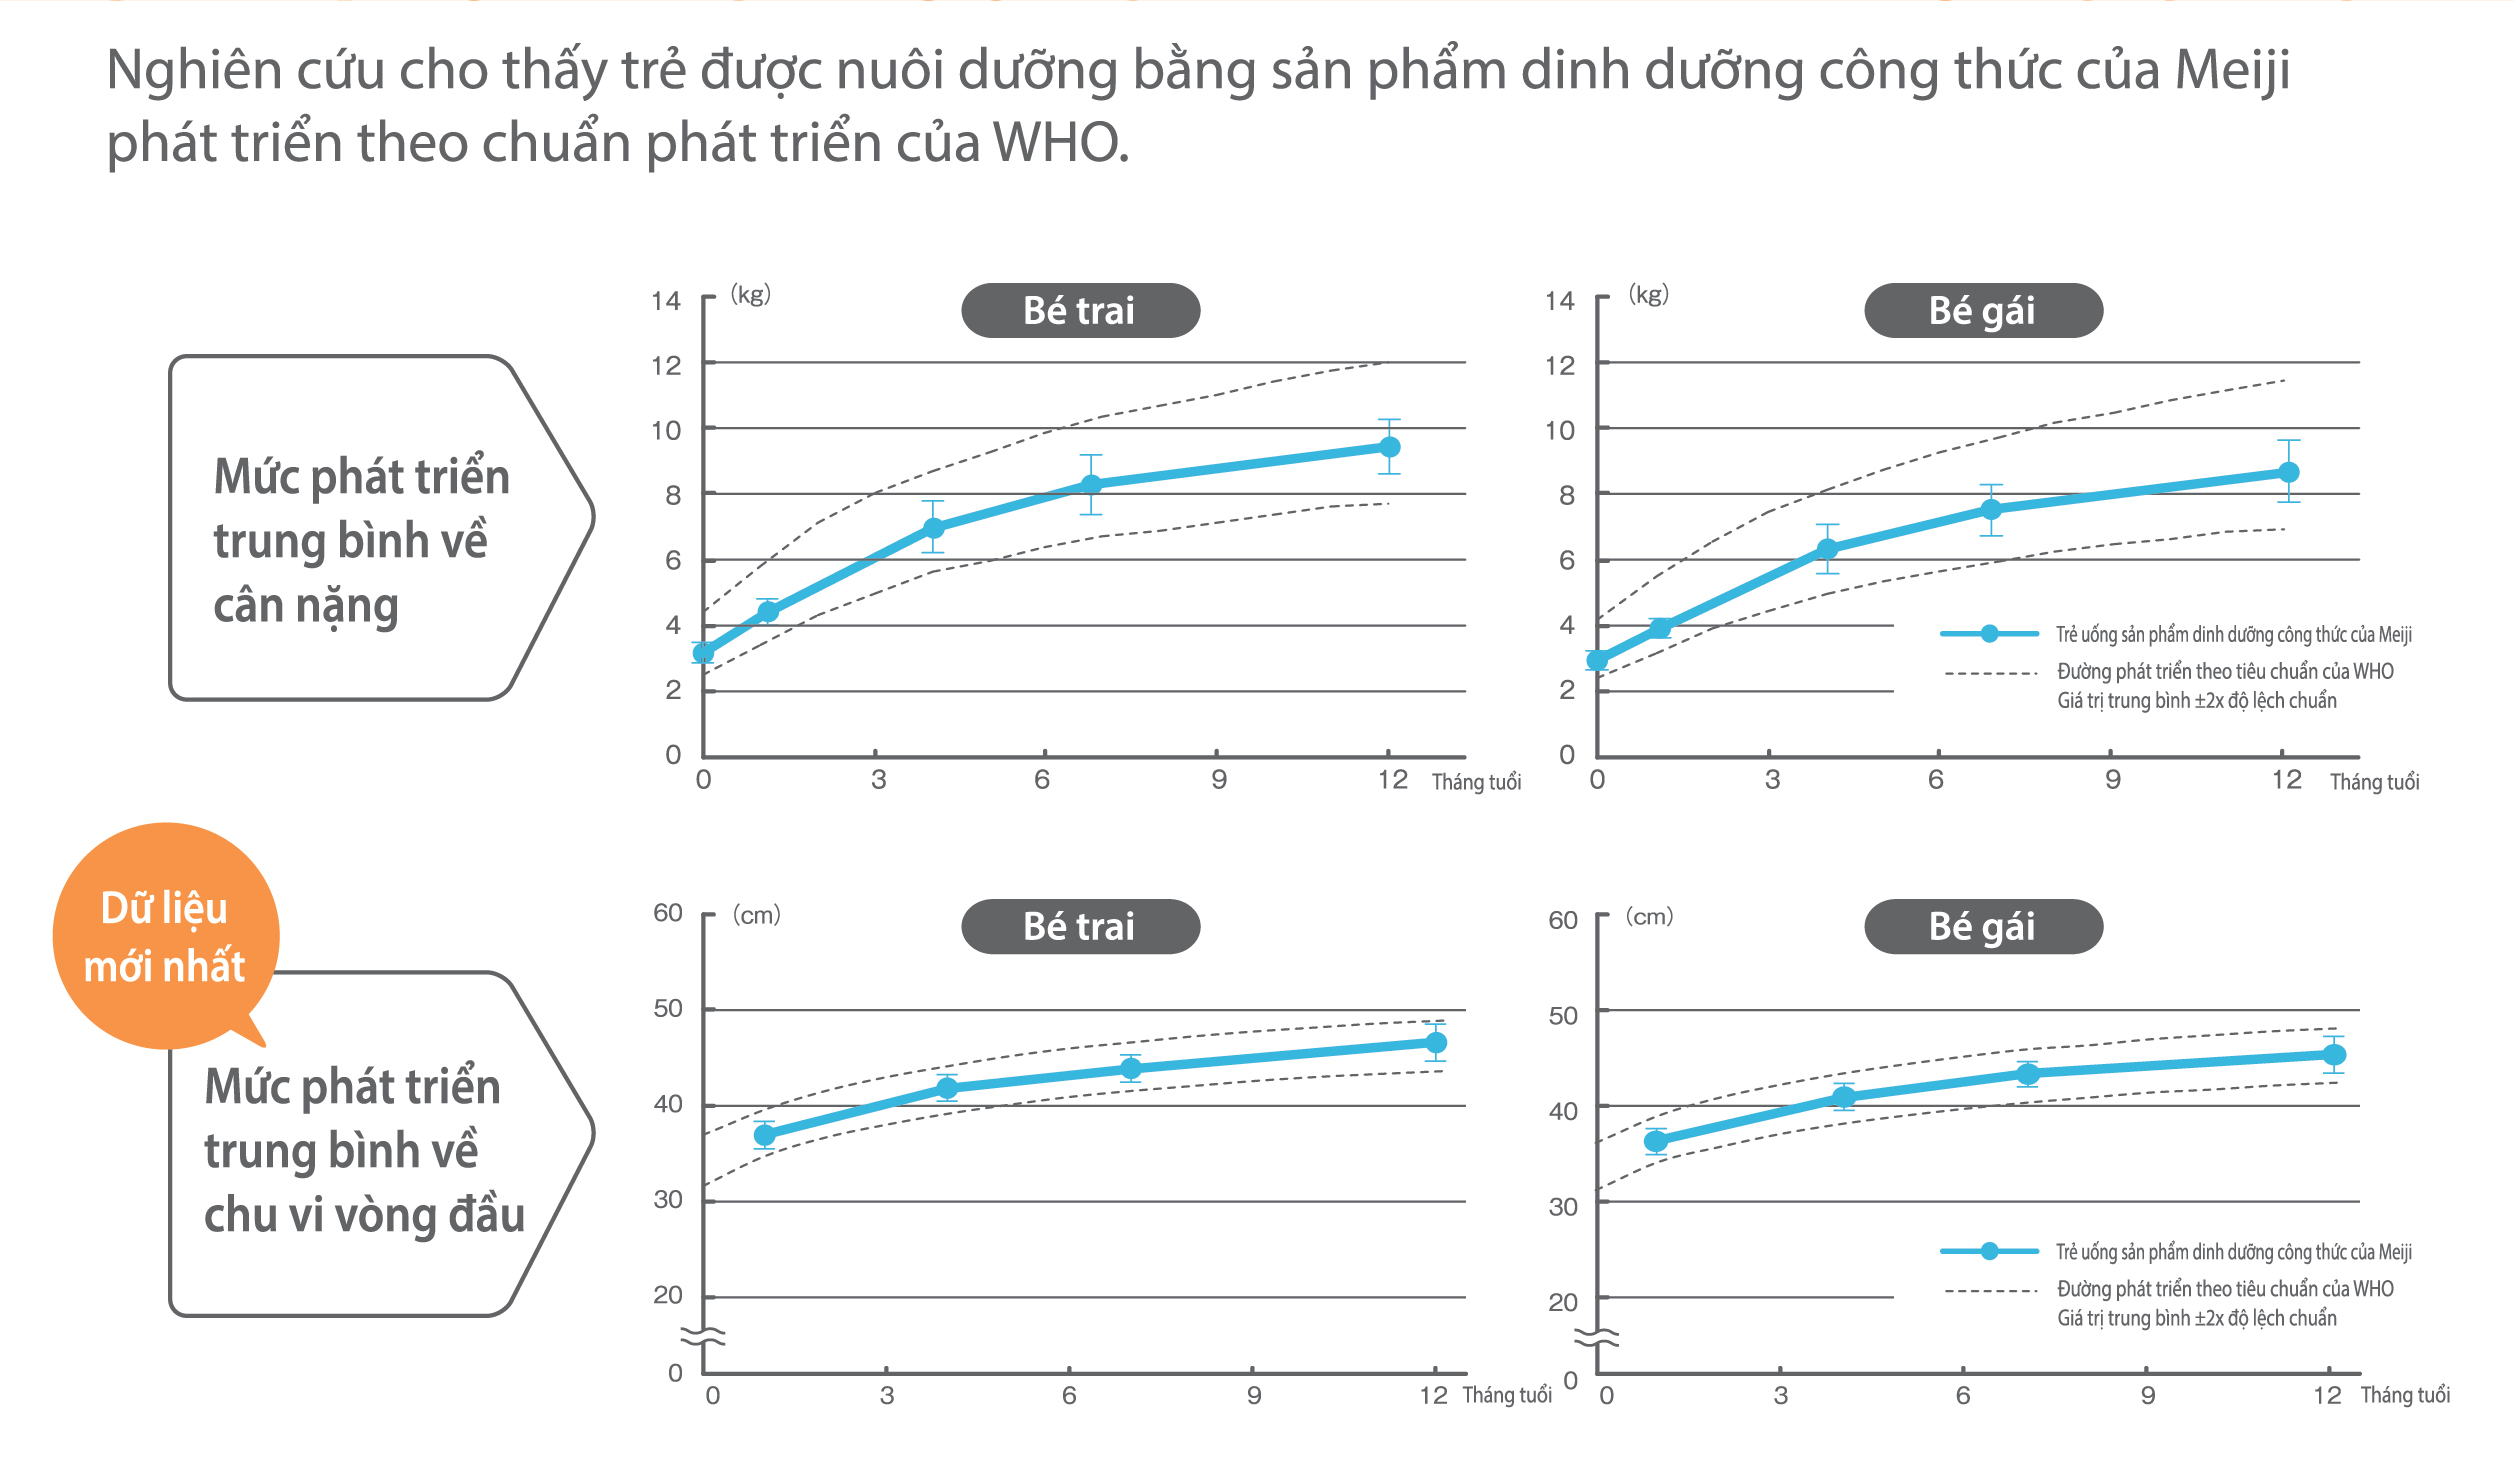 Nghiên cứu cho thấy trẻ được nuôi dưỡng bằng sản phẩm dinh dưỡng công thức của Meiji
phát triển theo chuẩn phát triển của WHO.
Mức phát triển
trung bình về
cân nặng
(kg)
Bé trai
14
12
10
8
6
4
2
0
0 3 6 9 12 Tháng tuổi
(kg)
Bé gái
14
12
10
8
6
4
2
0
Trẻ uống sản phẩm dinh dưỡng công thức của Meiji
Đường phát triển theo tiêu chuẩn của WHO
Giá trị trung bình ±2x độ lệch chuẩn
0 3 6 9 12 Tháng tuổi
Dữ liệu
mới nhất
Mức phát triển
trung bình về
chu vi vòng đầu
(cm)
Bé trai
60
50
40
30
20
0
0 3 6 9 12 Tháng tuổi
(cm)
Bé gái
60
50
40
30
20
0
Trẻ uống sản phẩm dinh dưỡng công thức của Meiji
Đường phát triển theo tiêu chuẩn của WHO
Giá trị trung bình ±2x độ lệch chuẩn
0 3 6 9 12 Tháng tuổi